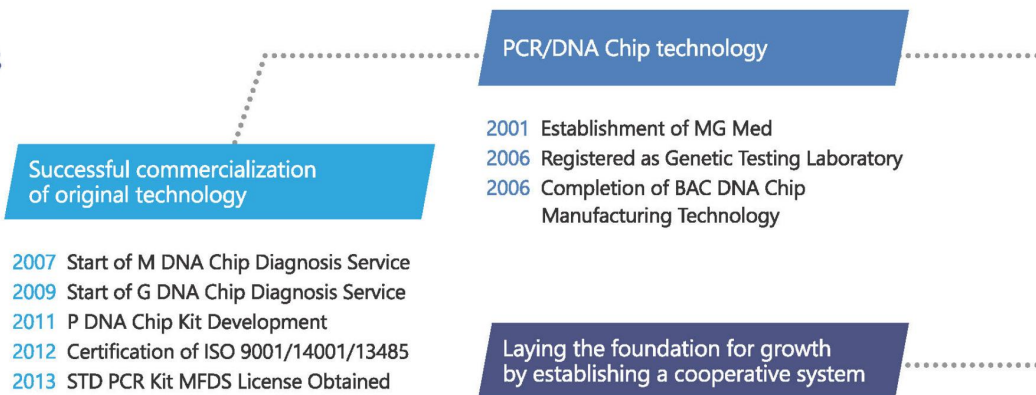 PCR/DNA Chip technology
2001 Establishment of MG Med
2006 Registered as Genetic Testing Laboratory
2006 Completion of BAC DNA Chip
Manufacturing Technology
Successful commercialization
of original technology
2007 Start of M DNA Chip Diagnosis Service
2009 Start of G DNA Chip Diagnosis Service
2011 P DNA Chip Kit Development
2012 Certification of ISO 9001/14001/13485
2013 STD PCR Kit MFDS License Obtained
Laying the foundation for growth
by establishing a cooperative system